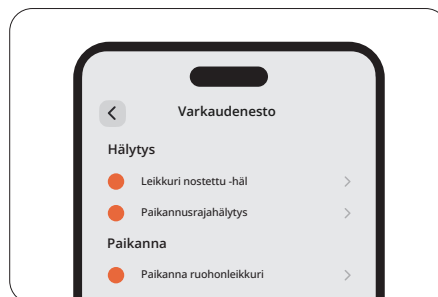 Varkaudenesto
Hälytys
Leikkuri nostettu -häl
Paikannusrajahälytys
Paikanna
Paikanna ruohonleikkuri